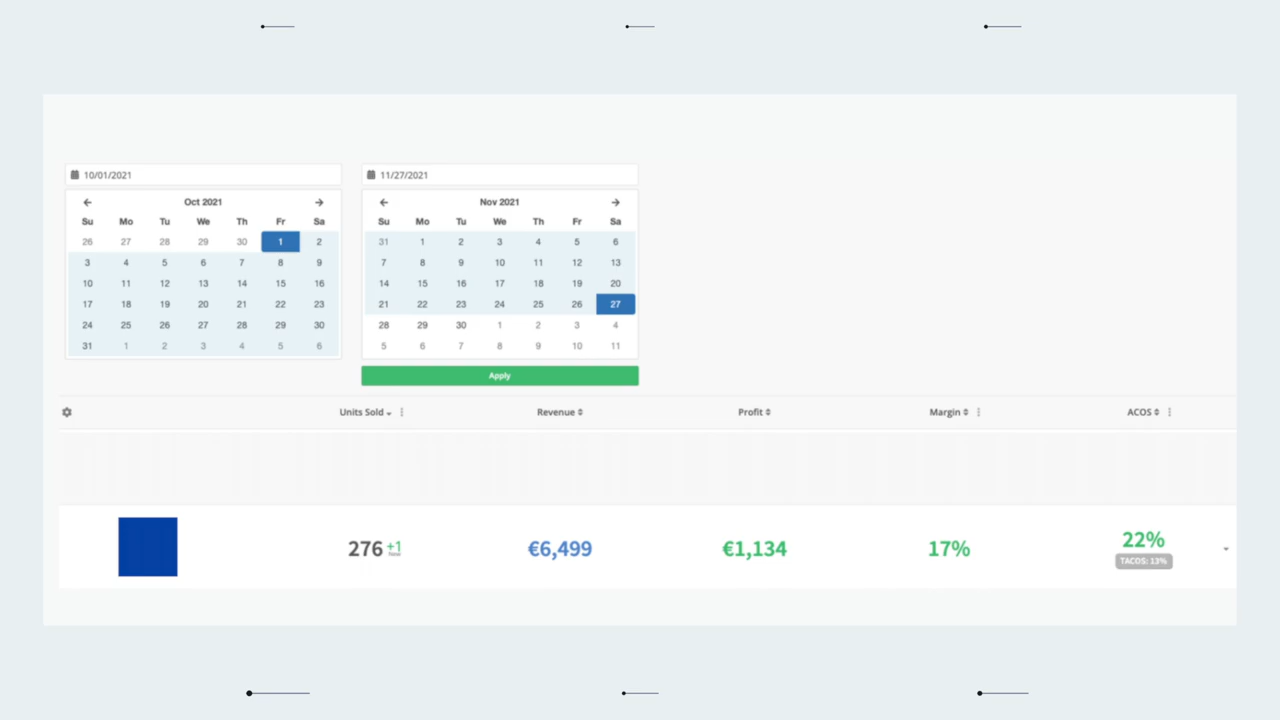 10/01/2021 11/27/2021
Oct 2021 Nov 2021
Su Mo Tu We Th Fr Sa Su Mo Tu We Th Fr Sa
26 27 28 29 30 1 2 31 1 2 3 4 5 6
3 4 5 6 7 8 9 7 8 9 10 11 12 13
10 11 12 13 14 15 16 14 15 16 17 18 19 20
17 18 19 20 21 22 23 21 22 23 24 25 26 27
24 25 26 27 28 29 30 28 29 30 1 2 3 4
31 1 2 3 4 5 6 5 6 7 8 9 10 11
Apply
Units Sold Revenue Profit Margin ACOS
276 +1 €6,499 €1,134 17% 22%
TACOS: 13%